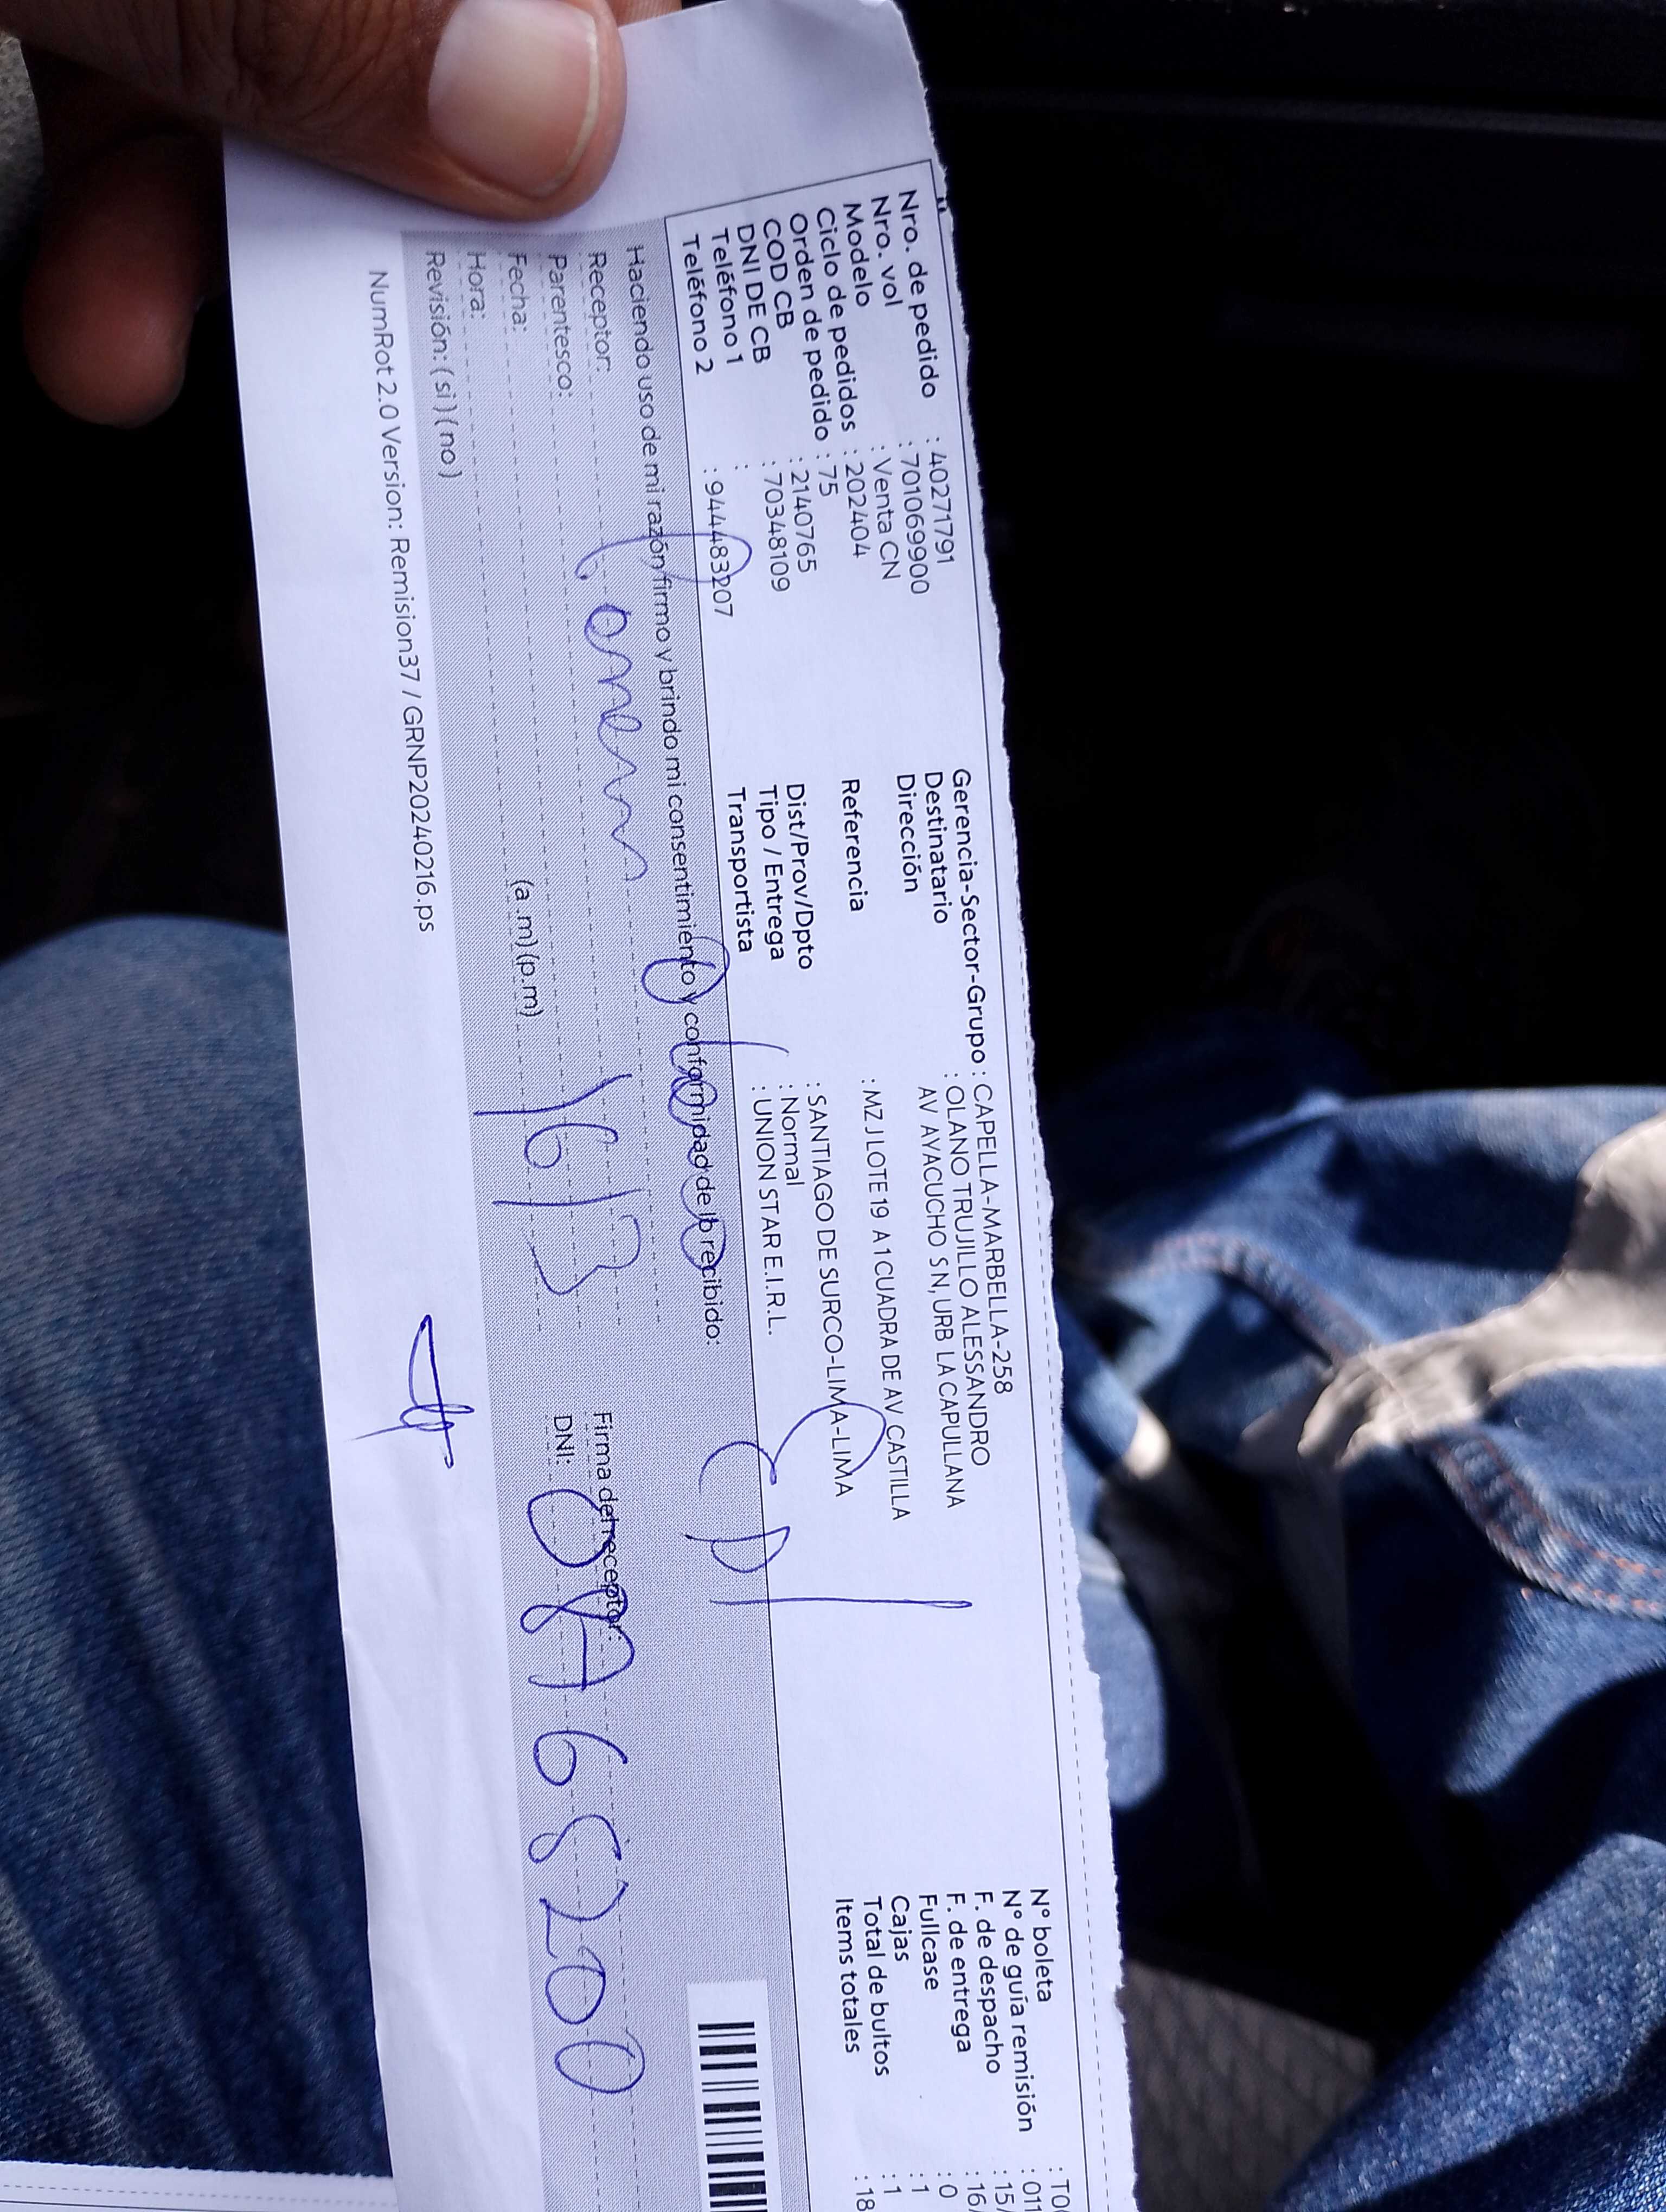 Nro. de pedido : 40271791
Nro. vol : 701069900
Modelo : Venta CN
Ciclo de pedidos : 202404
Orden de pedido : 75
COD CB : 2140765
DNI DE CB : 70348109
Teléfono 1 :
Teléfono 2 : 944483207
Gerencia-Sector-Grupo : CAPELLA-MARBELLA-258
Destinatario : OLANO TRUJILLO ALESSANDRO
Dirección AV AYACUCHO S N, URB LA CAPULLANA
Referencia : MZ J LOTE 19 A 1 CUADRA DE AV CASTILLA
Dist/Prov/Dpto : SANTIAGO DE SURCO-LIMA-LIMA
Tipo / Entrega : Normal
Transportista : UNION STAR E.I.R.L.
N° boleta : T0
N° de guía remisión : 011
F. de despacho : 15/
F. de entrega : 16/
Fullcase : 0
Cajas : 1
Total de bultos : 1
Items totales : 18
Haciendo uso de mi razón firmo y brindo mi consentimiento y conformidad de lo recibido:
Receptor:
Parentesco:
Fecha:
Hora: (a.m) (p.m)
Revisión: ( si ) ( no )
Firma del receptor:
DNI:
NumRot 2.0 Version: Remision37 / GRNP20240216.ps